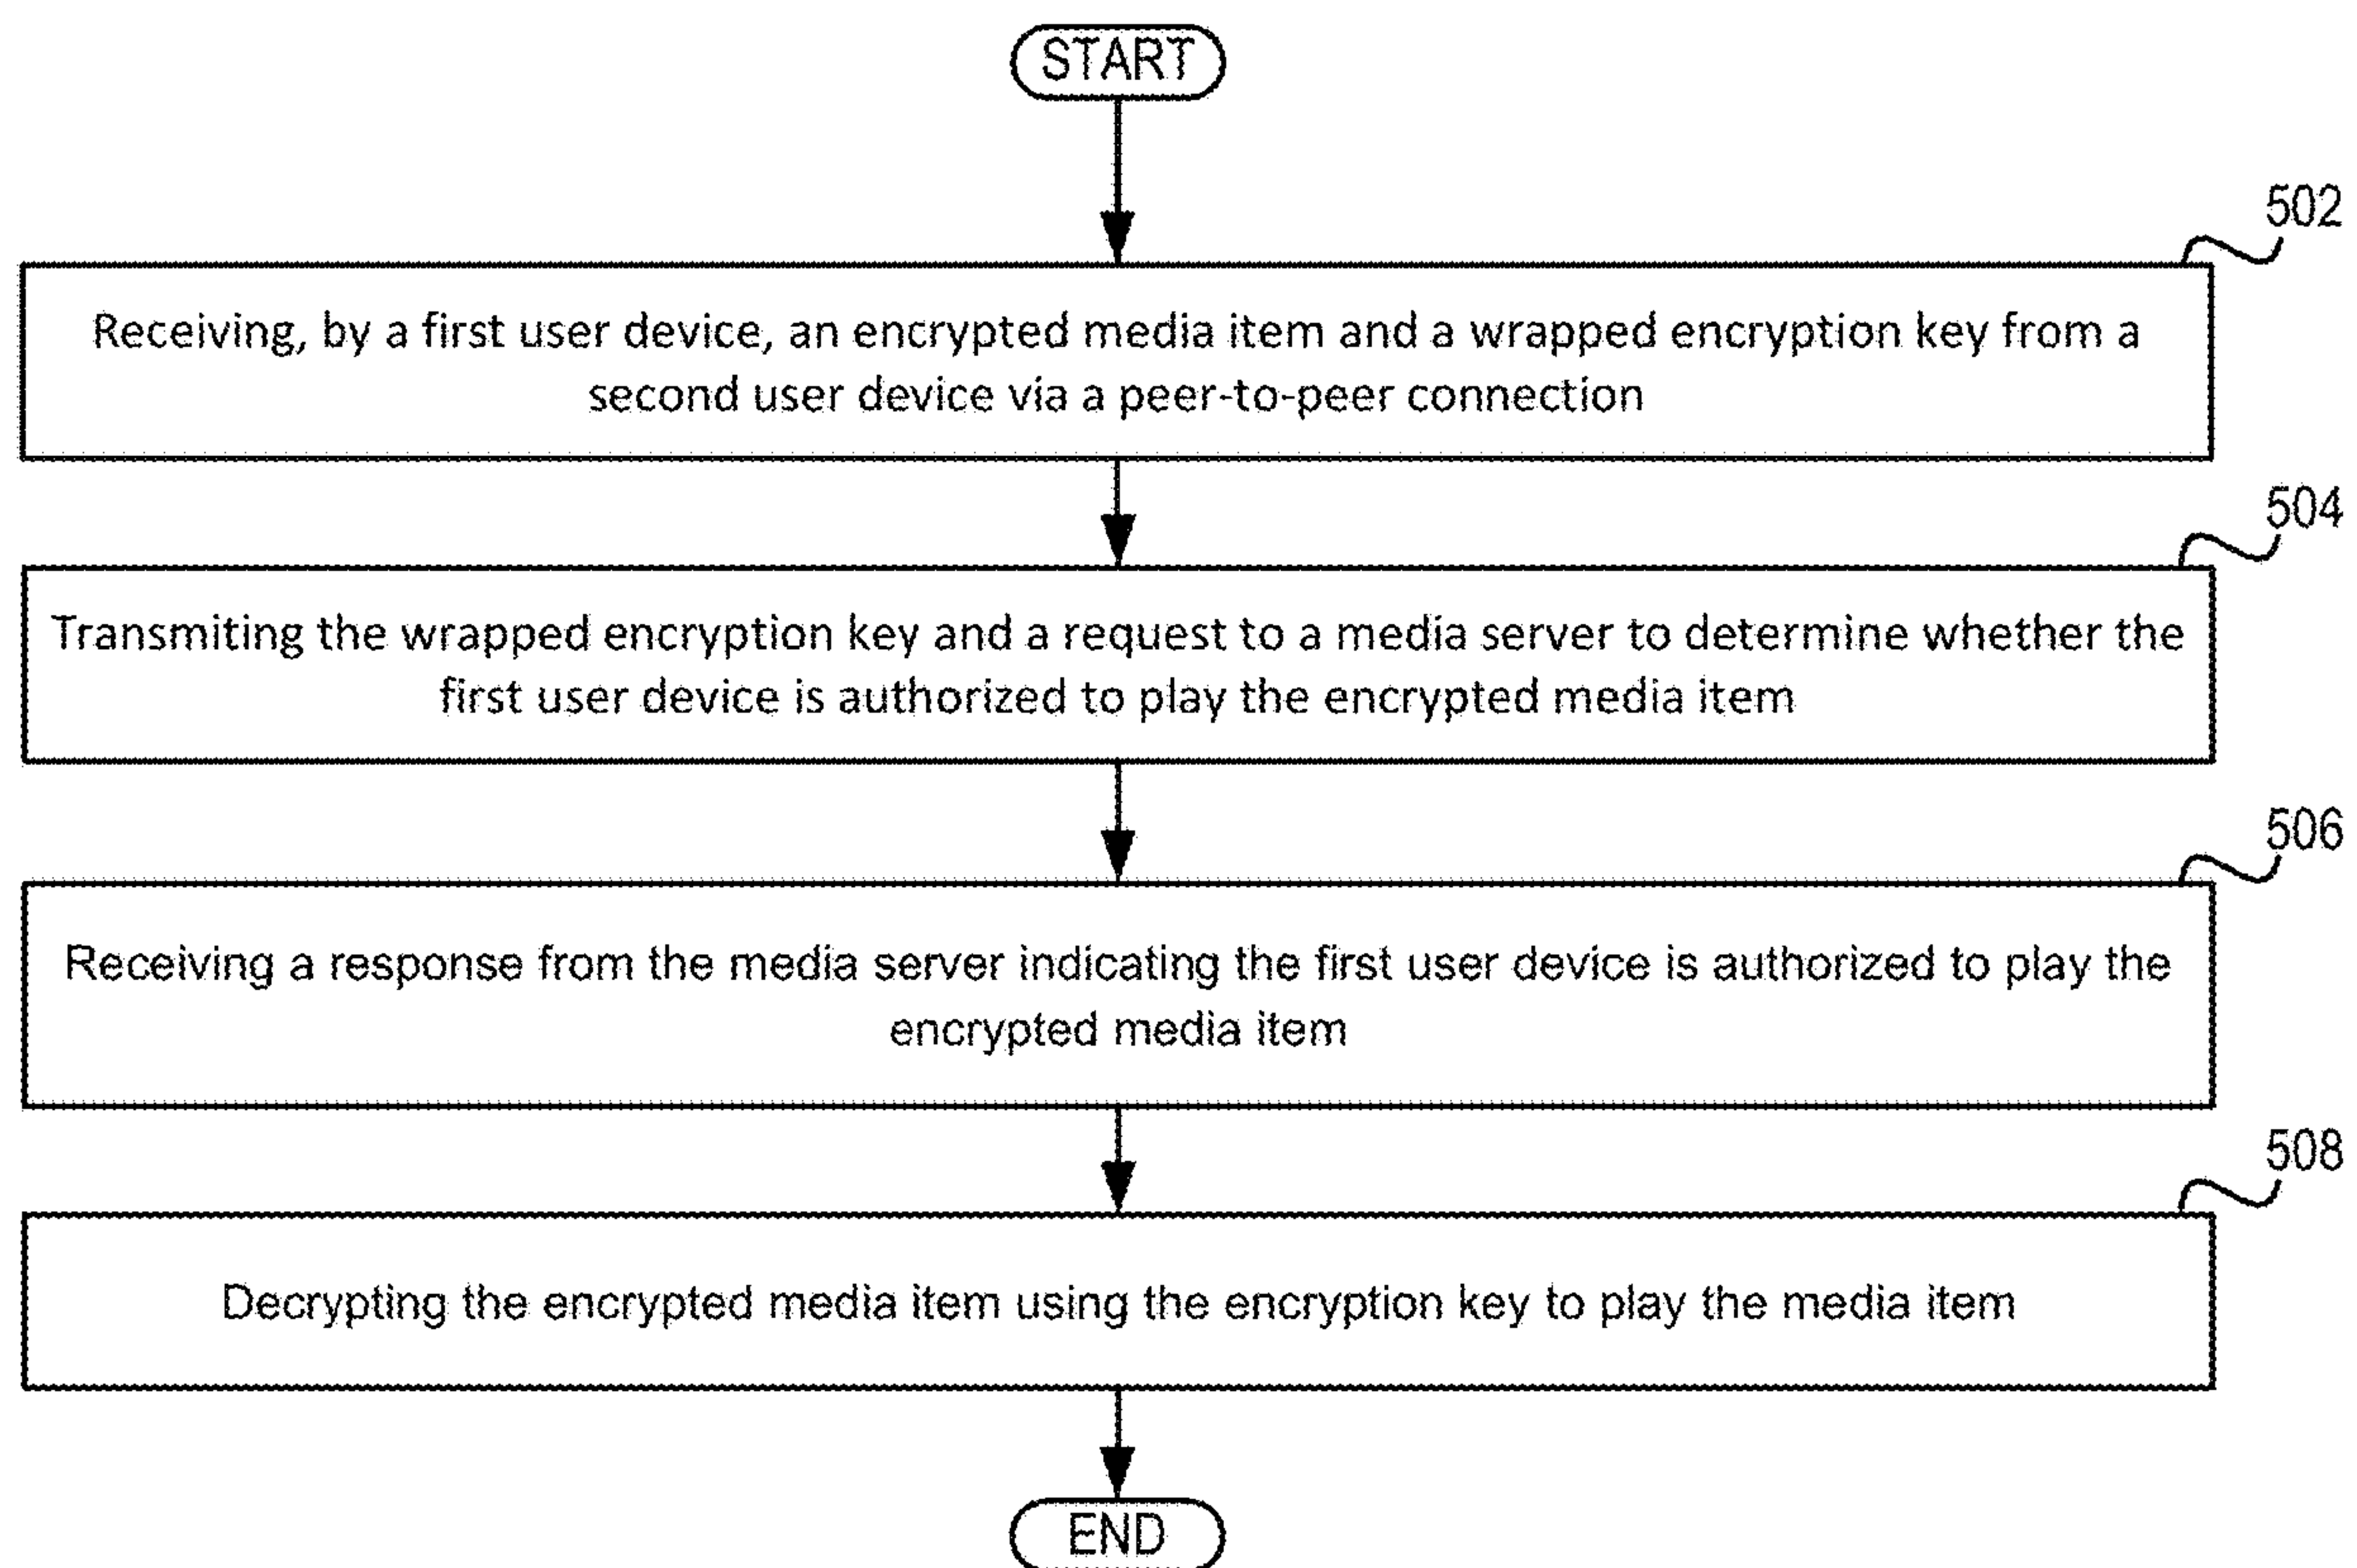 START
502
Receiving, by a first user device, an encrypted media item and a wrapped encryption key from a
second user device via a peer-to-peer connection
504
Transmiting the wrapped encryption key and a request to a media server to determine whether the
first user device is authorized to play the encrypted media item
506
Receiving a response from the media server indicating the first user device is authorized to play the
encrypted media item
508
Decrypting the encrypted media item using the encryption key to play the media item
END